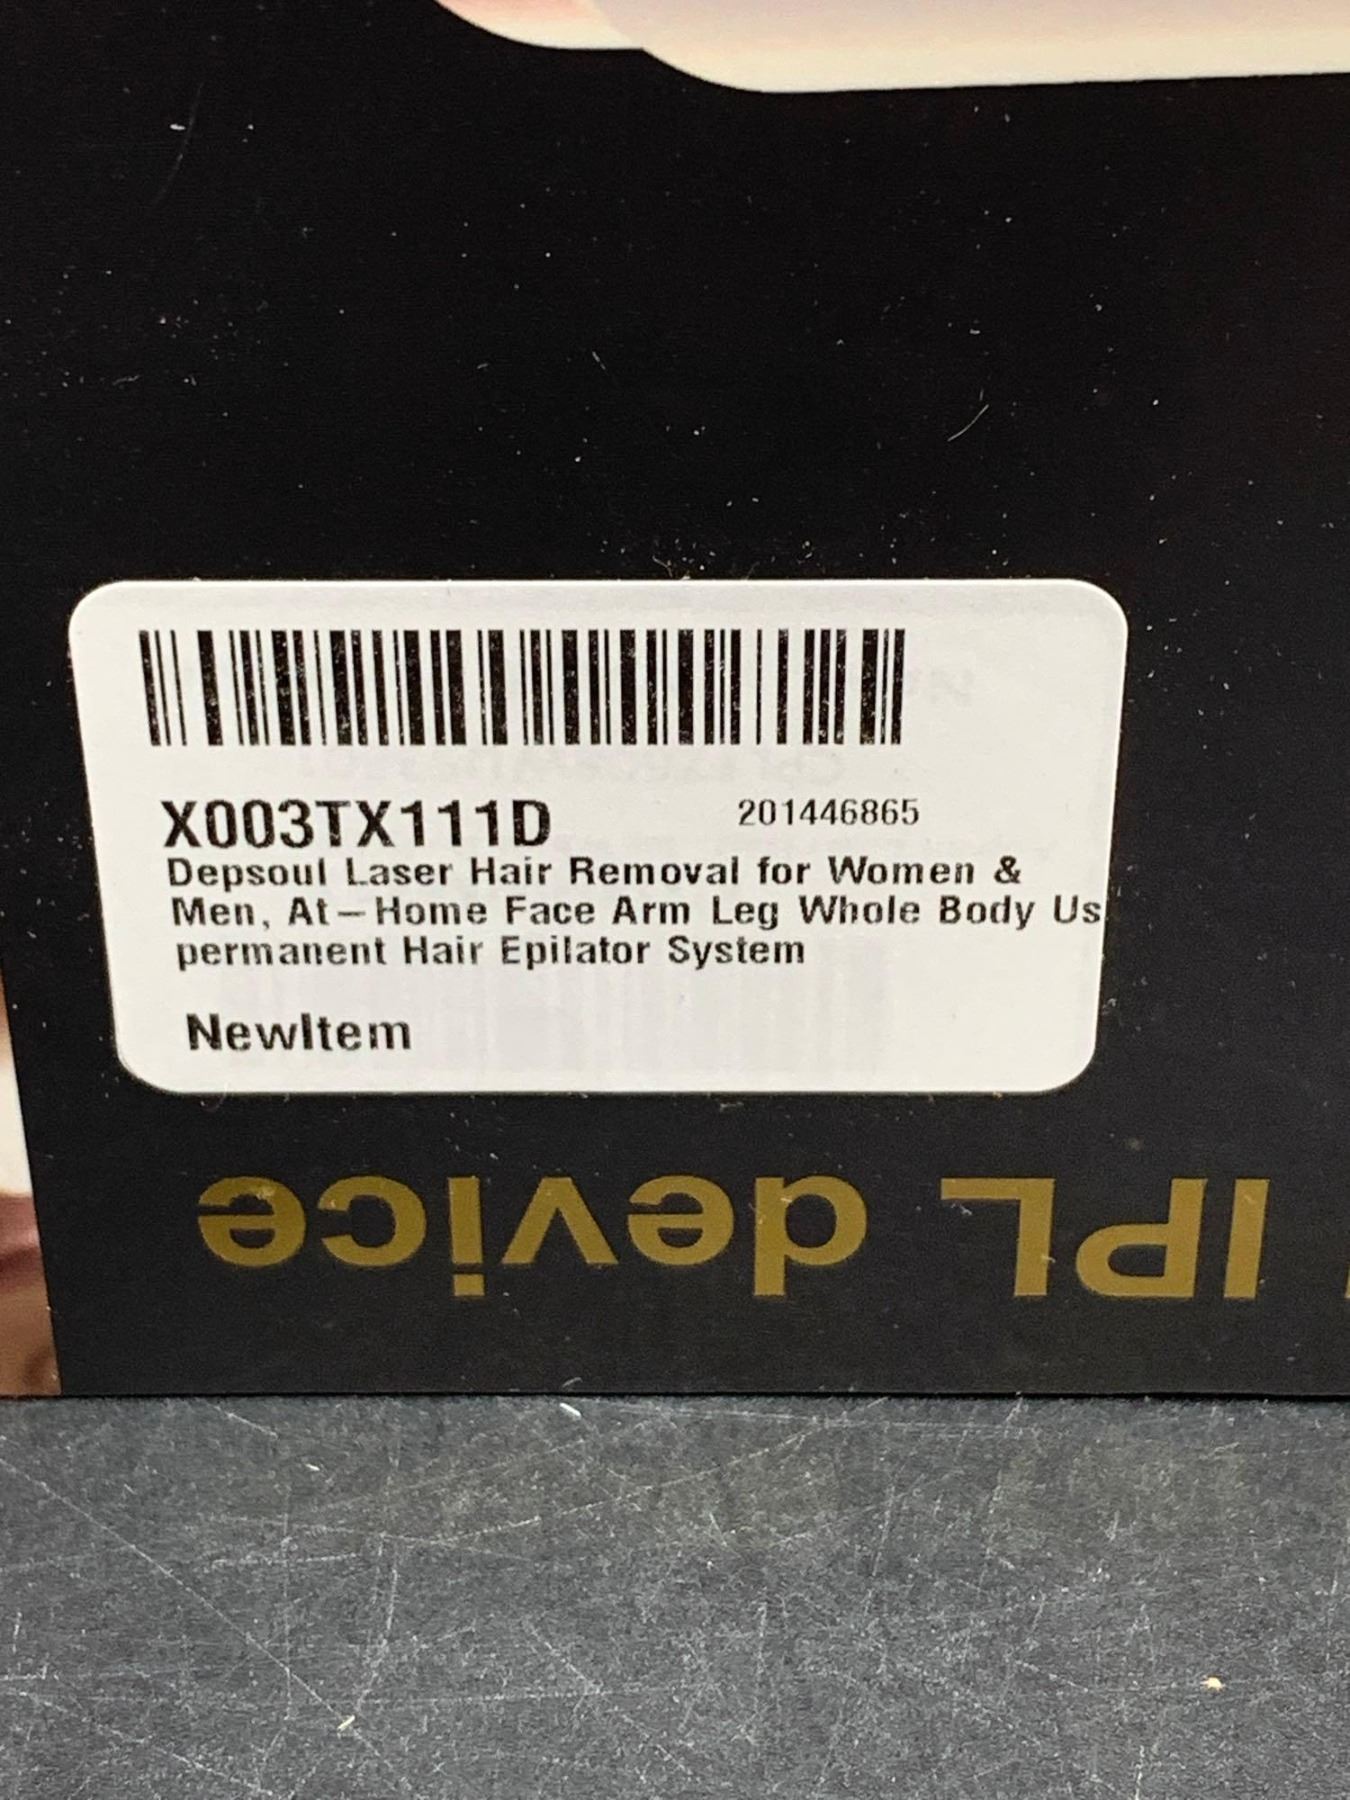 X003TX111D 201446865
Depsoul Laser Hair Removal for Women &
Men, At－Home Face Arm Leg Whole Body Us
permanent Hair Epilator System
NewItem
IPL device